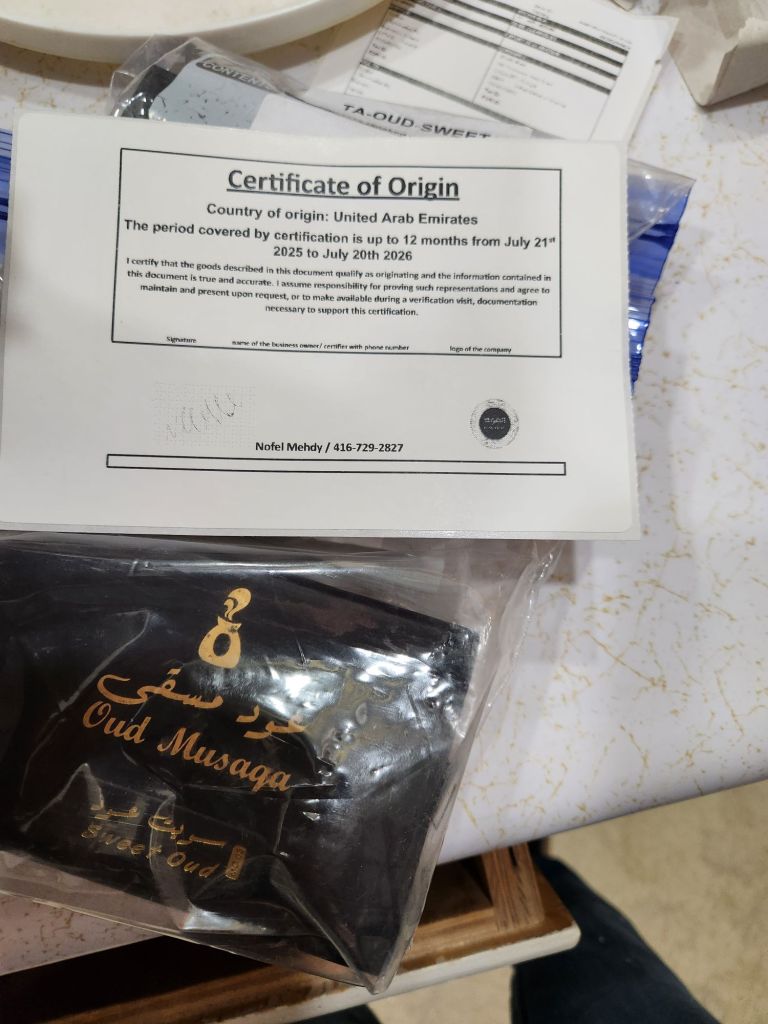 CONTENT
TA-OUD-SWEET
Certificate of Origin
Country of origin: United Arab Emirates
The period covered by certification is up to 12 months from July 21st
2025 to July 20th 2026
I certify that the goods described in this document qualify as originating and the information contained in
this document is true and accurate. I assume responsibility for proving such representations and agree to
maintain and present upon request, or to make available during a verification visit, documentation
necessary to support this certification.
Signature name of the business owner/ certifier with phone number logo of the company
Nofel Mehdy / 416-729-2827
عود مسقى
Oud Musaqa
سويت عود
Sweet Oud